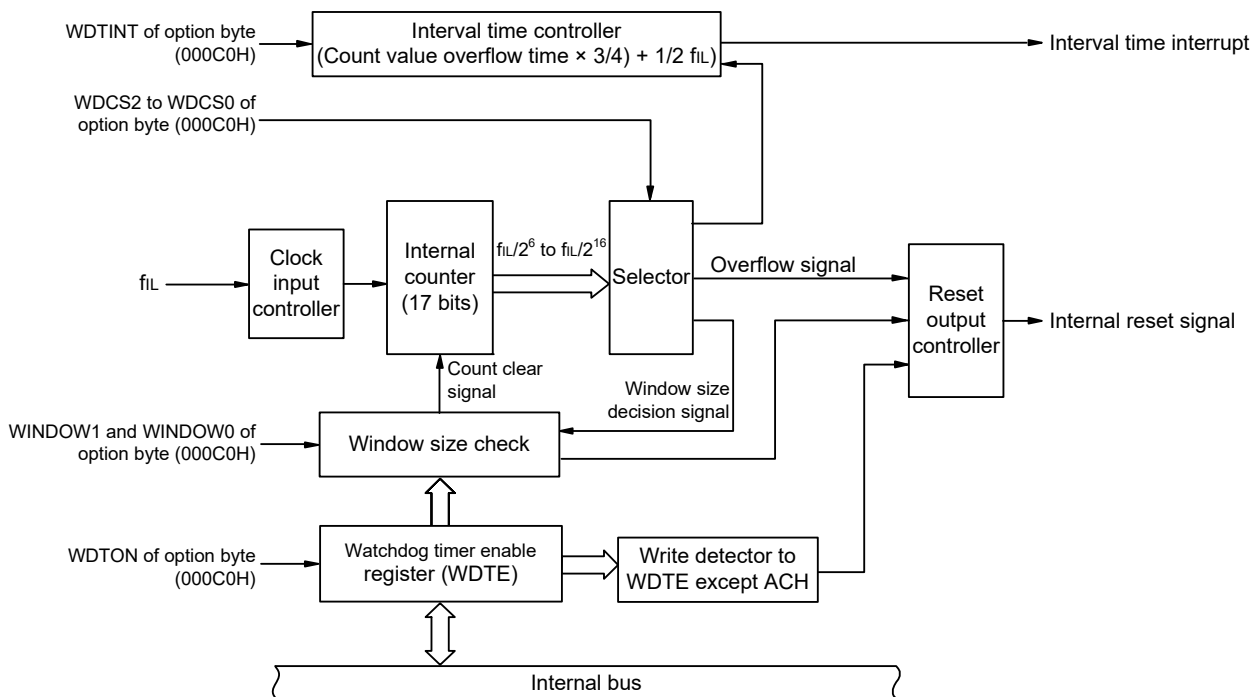 WDTINT of option byte
(000C0H)
Interval time controller
(Count value overflow time × 3/4) + 1/2 fIL)
Interval time interrupt
WDCS2 to WDCS0 of
option byte (000C0H)
fIL
Clock
input
controller
Internal
counter
(17 bits)
fIL/2⁶ to fIL/2¹⁶
Selector
Overflow signal
Reset
output
controller
Internal reset signal
Count clear
signal
Window size
decision signal
WINDOW1 and WINDOW0 of
option byte (000C0H)
Window size check
WDTON of option byte
(000C0H)
Watchdog timer enable
register (WDTE)
Write detector to
WDTE except ACH
Internal bus